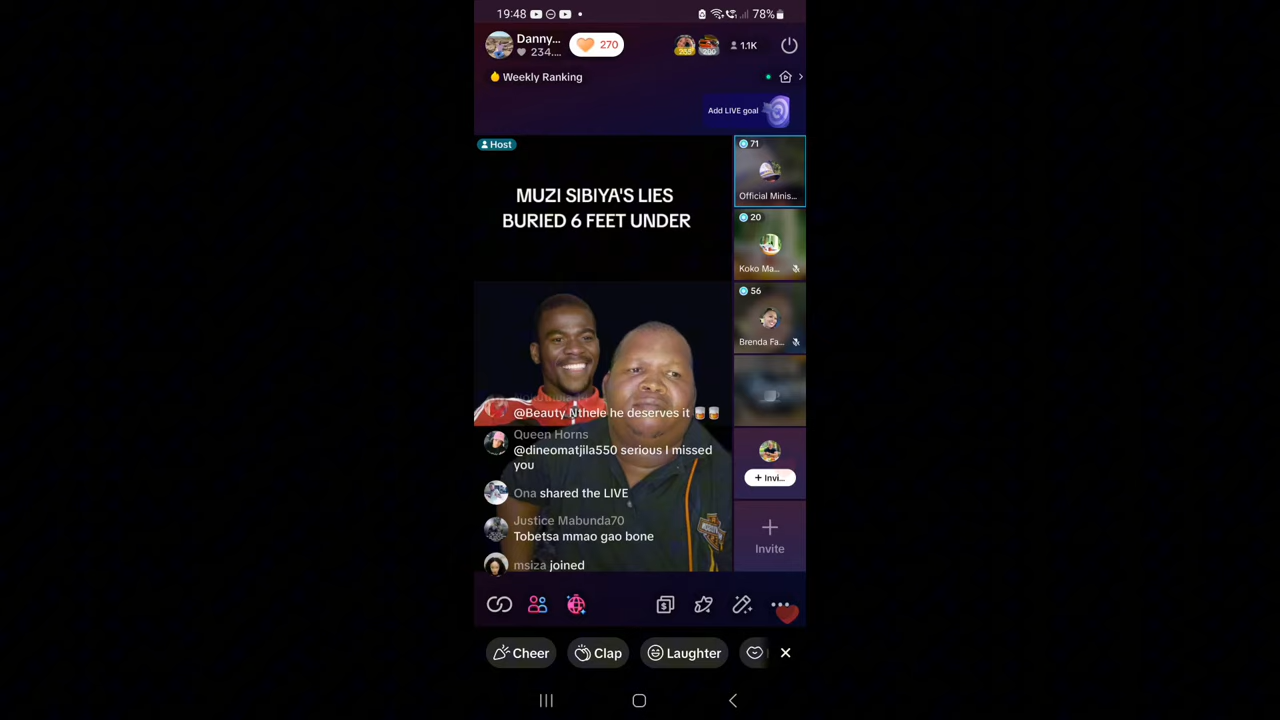 19:48
78%
Danny...
234....
270
205
200
1.1K
Weekly Ranking
Add LIVE goal
Host
MUZI SIBIYA'S LIES
BURIED 6 FEET UNDER
71
Official Minis...
20
Koko Ma...
56
Brenda Fa...
@Beauty Nthele he deserves it
Queen Horns
@dineomatjila550 serious I missed
you
Ona shared the LIVE
Justice Mabunda70
Tobetsa mmao gao bone
msiza joined
+ Invi...
Invite
Cheer
Clap
Laughter